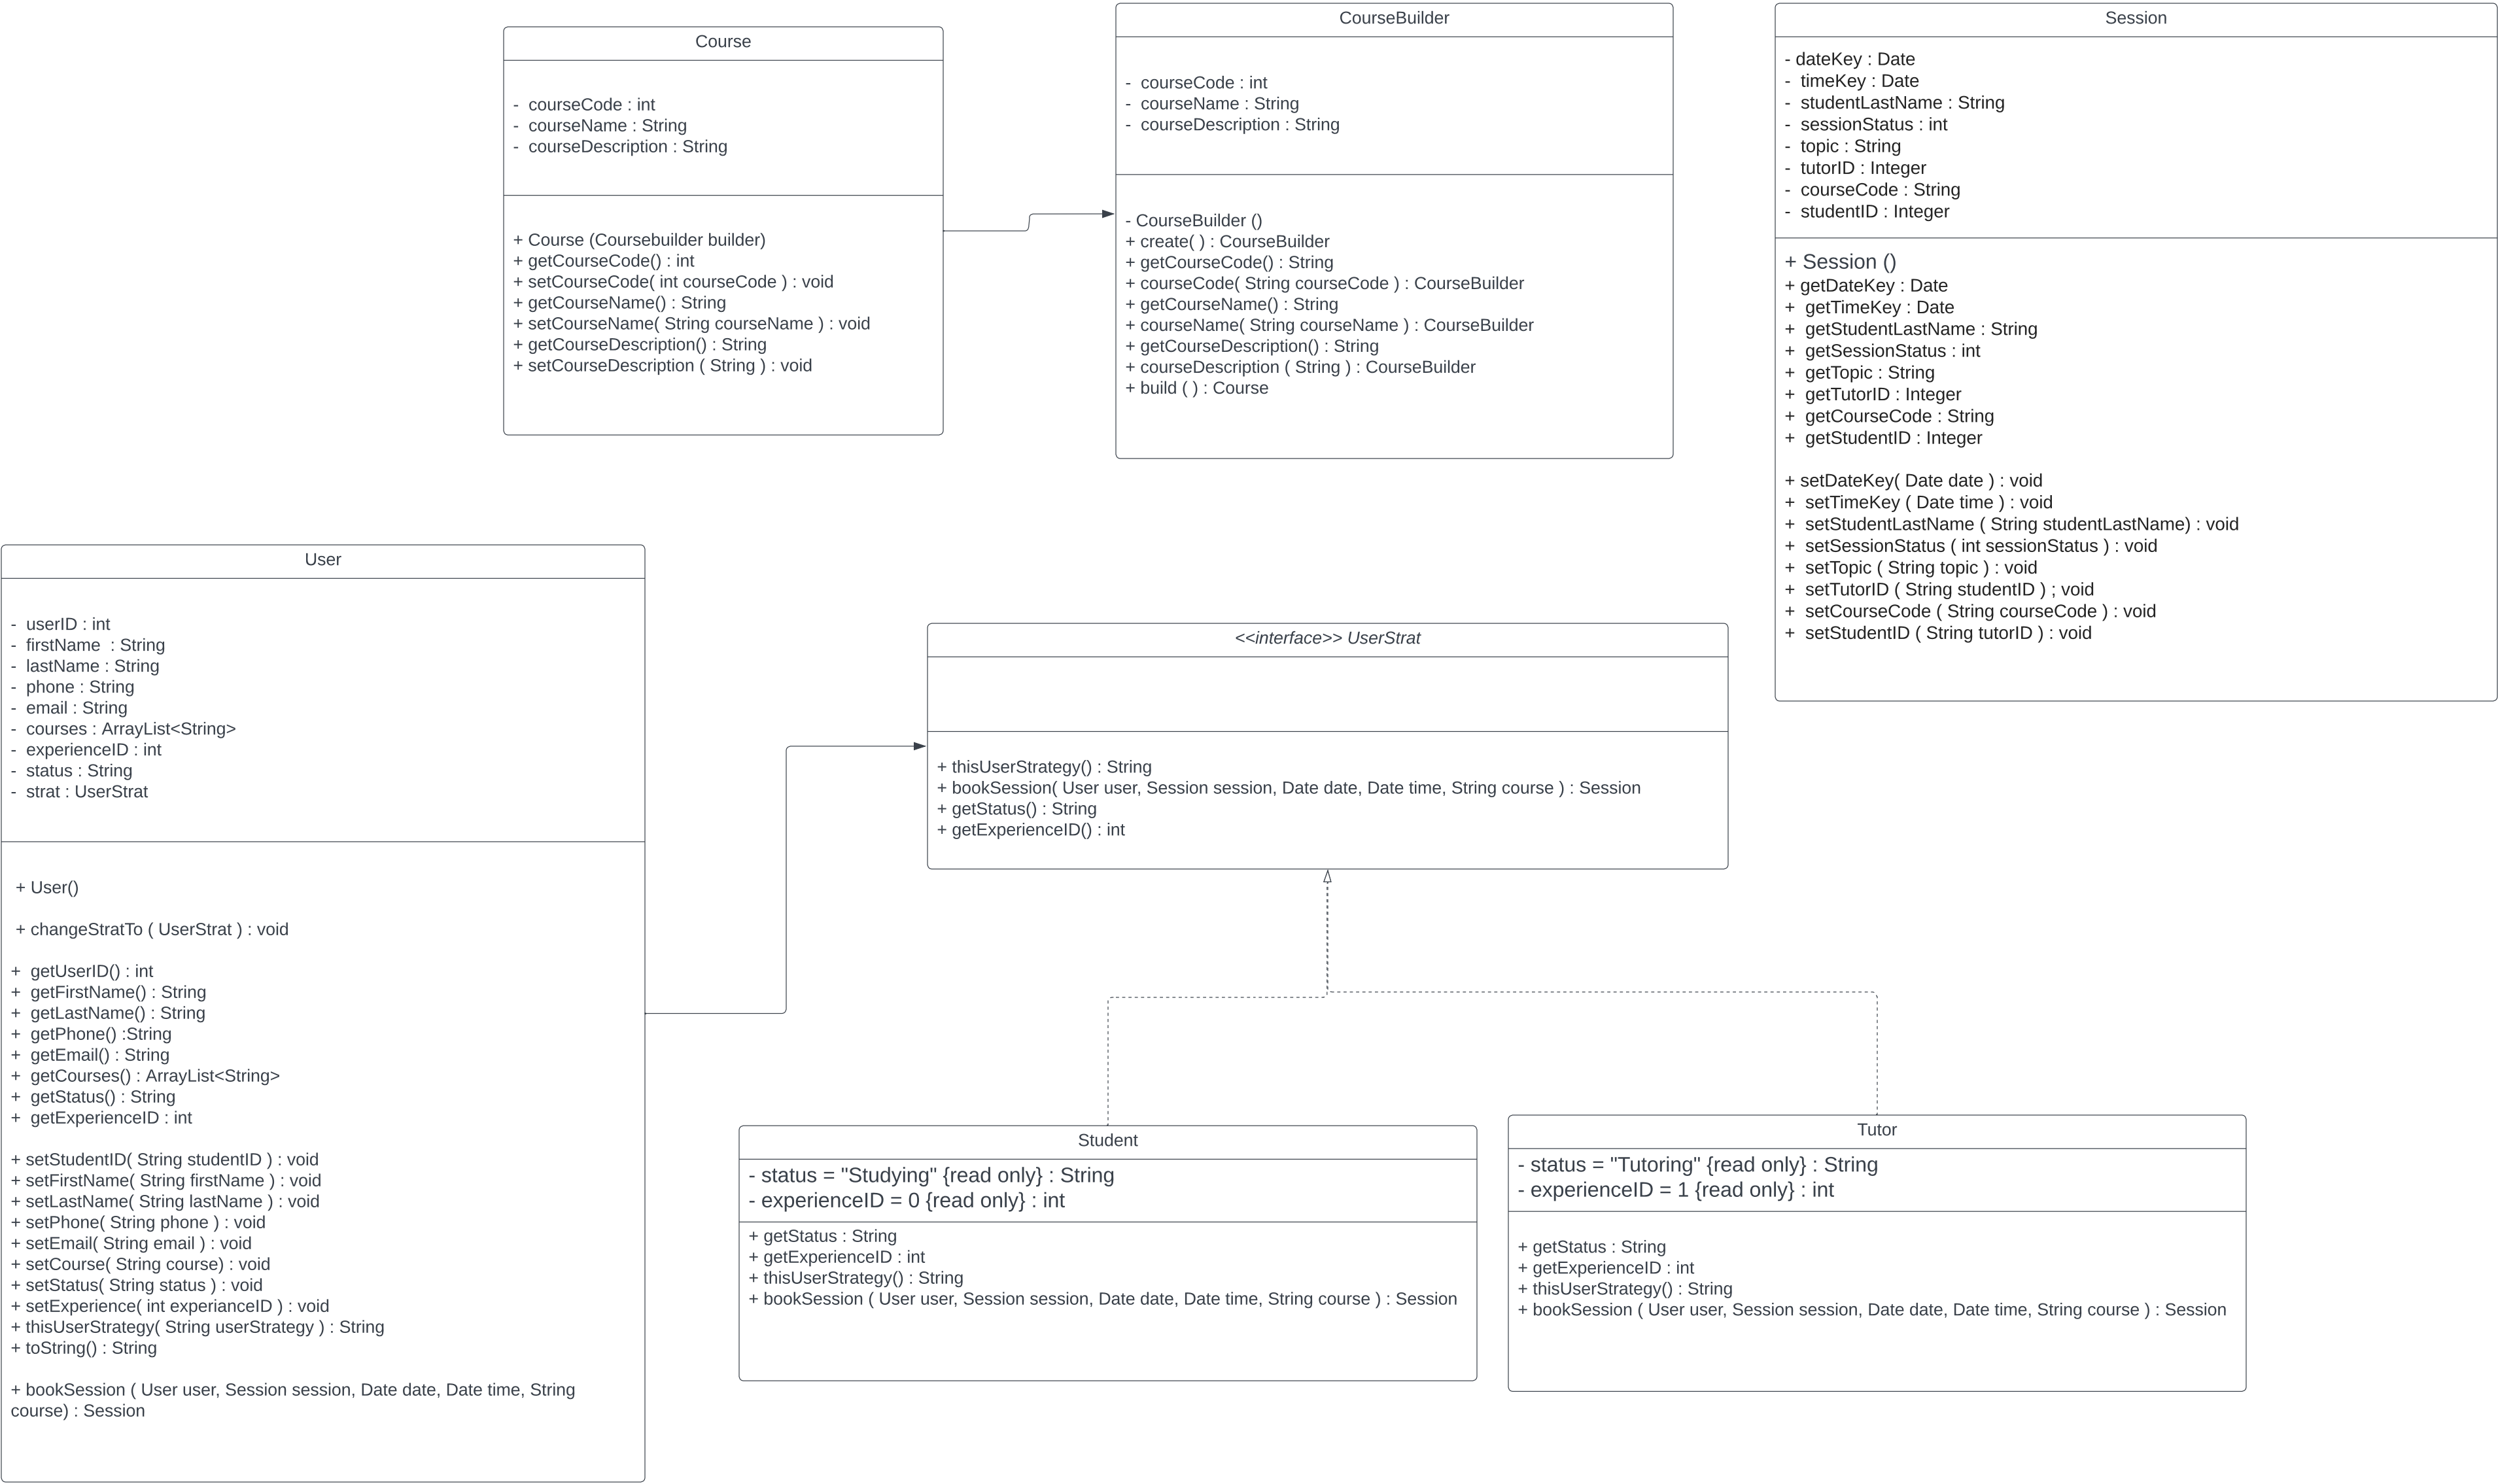 Course
-  courseCode : int
-  courseName : String
-  courseDescription : String
+ Course (Coursebuilder builder)
+ getCourseCode() : int
+ setCourseCode( int courseCode ) : void
+ getCourseName() : String
+ setCourseName( String courseName ) : void
+ getCourseDescription() : String
+ setCourseDescription ( String ) : void
CourseBuilder
-  courseCode : int
-  courseName : String
-  courseDescription : String
- CourseBuilder ()
+ create( ) : CourseBuilder
+ getCourseCode() : String
+ courseCode( String courseCode ) : CourseBuilder
+ getCourseName() : String
+ courseName( String courseName ) : CourseBuilder
+ getCourseDescription() : String
+ courseDescription ( String ) : CourseBuilder
+ build ( ) : Course
Session
- dateKey : Date
-  timeKey : Date
-  studentLastName : String
-  sessionStatus : int
-  topic : String
-  tutorID : Integer
-  courseCode : String
-  studentID : Integer
+ Session ()
+ getDateKey : Date
+  getTimeKey : Date
+  getStudentLastName : String
+  getSessionStatus : int
+  getTopic : String
+  getTutorID : Integer
+  getCourseCode : String
+  getStudentID : Integer
+ setDateKey( Date date ) : void
+  setTimeKey ( Date time ) : void
+  setStudentLastName ( String studentLastName) : void
+  setSessionStatus ( int sessionStatus ) : void
+  setTopic ( String topic ) : void
+  setTutorID ( String studentID ) ; void
+  setCourseCode ( String courseCode ) : void
+  setStudentID ( String tutorID ) : void
User
-  userID : int
-  firstName  : String
-  lastName : String
-  phone : String
-  email : String
-  courses : ArrayList<String>
-  experienceID : int
-  status : String
-  strat : UserStrat
+ User()
+ changeStratTo ( UserStrat ) : void
+  getUserID() : int
+  getFirstName() : String
+  getLastName() : String
+  getPhone() :String
+  getEmail() : String
+  getCourses() : ArrayList<String>
+  getStatus() : String
+  getExperienceID : int
+ setStudentID( String studentID ) : void
+ setFirstName( String firstName ) : void
+ setLastName( String lastName ) : void
+ setPhone( String phone ) : void
+ setEmail( String email ) : void
+ setCourse( String course) : void
+ setStatus( String status ) : void
+ setExperience( int experianceID ) : void
+ thisUserStrategy( String userStrategy ) : String
+ toString() : String
+ bookSession ( User user, Session session, Date date, Date time, String
course) : Session
<<interface>> UserStrat
+ thisUserStrategy() : String
+ bookSession( User user, Session session, Date date, Date time, String course ) : Session
+ getStatus() : String
+ getExperienceID() : int
Student
- status = "Studying" {read only} : String
- experienceID = 0 {read only} : int
+ getStatus : String
+ getExperienceID : int
+ thisUserStrategy() : String
+ bookSession ( User user, Session session, Date date, Date time, String course ) : Session
Tutor
- status = "Tutoring" {read only} : String
- experienceID = 1 {read only} : int
+ getStatus : String
+ getExperienceID : int
+ thisUserStrategy() : String
+ bookSession ( User user, Session session, Date date, Date time, String course ) : Session